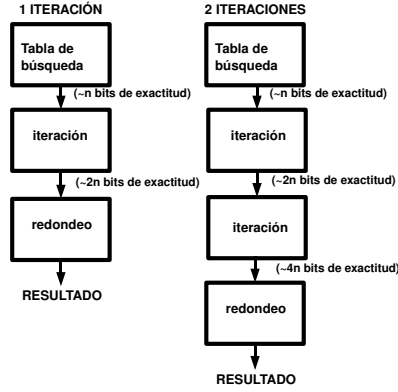 1 ITERACIÓN
Tabla de
búsqueda
(~n bits de exactitud)
iteración
(~2n bits de exactitud)
redondeo
RESULTADO
2 ITERACIONES
Tabla de
búsqueda
(~n bits de exactitud)
iteración
(~2n bits de exactitud)
iteración
(~4n bits de exactitud)
redondeo
RESULTADO